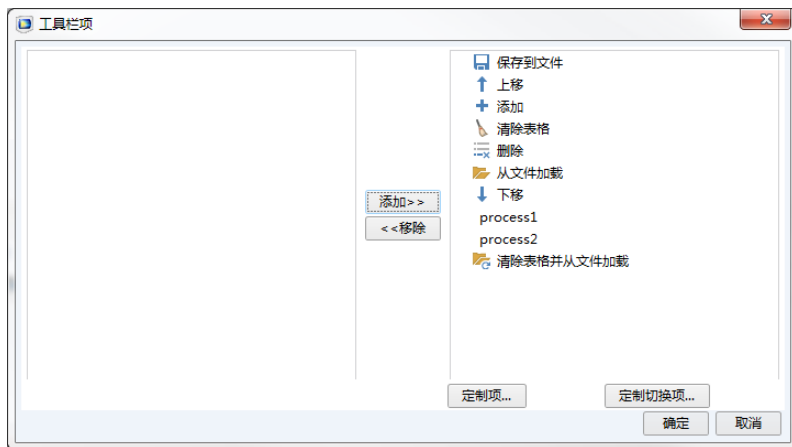 工具栏项
保存到文件
上移
添加
清除表格
删除
从文件加载
下移
process1
process2
清除表格并从文件加载
添加>>
<<移除
定制项...
定制切换项...
确定
取消